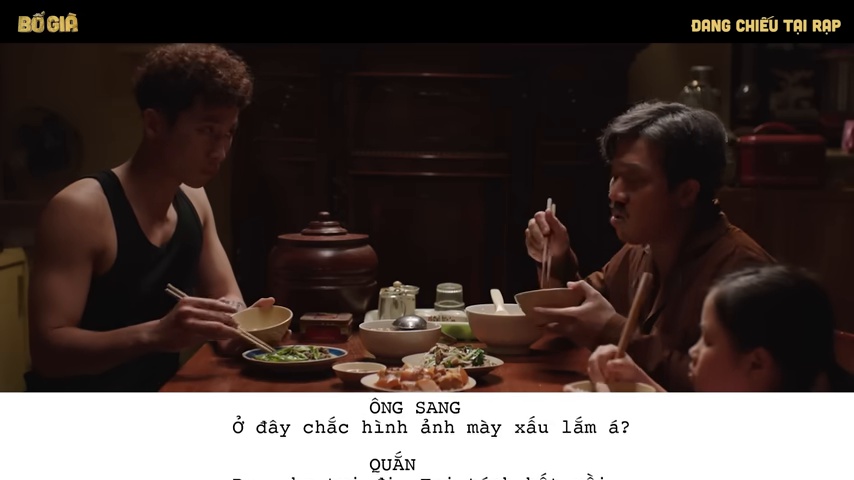 BỐ GIÀ
ĐANG CHIẾU TẠI RẠP
ÔNG SANG
Ở đây chắc hình ảnh mày xấu lắm á?
QUẮN